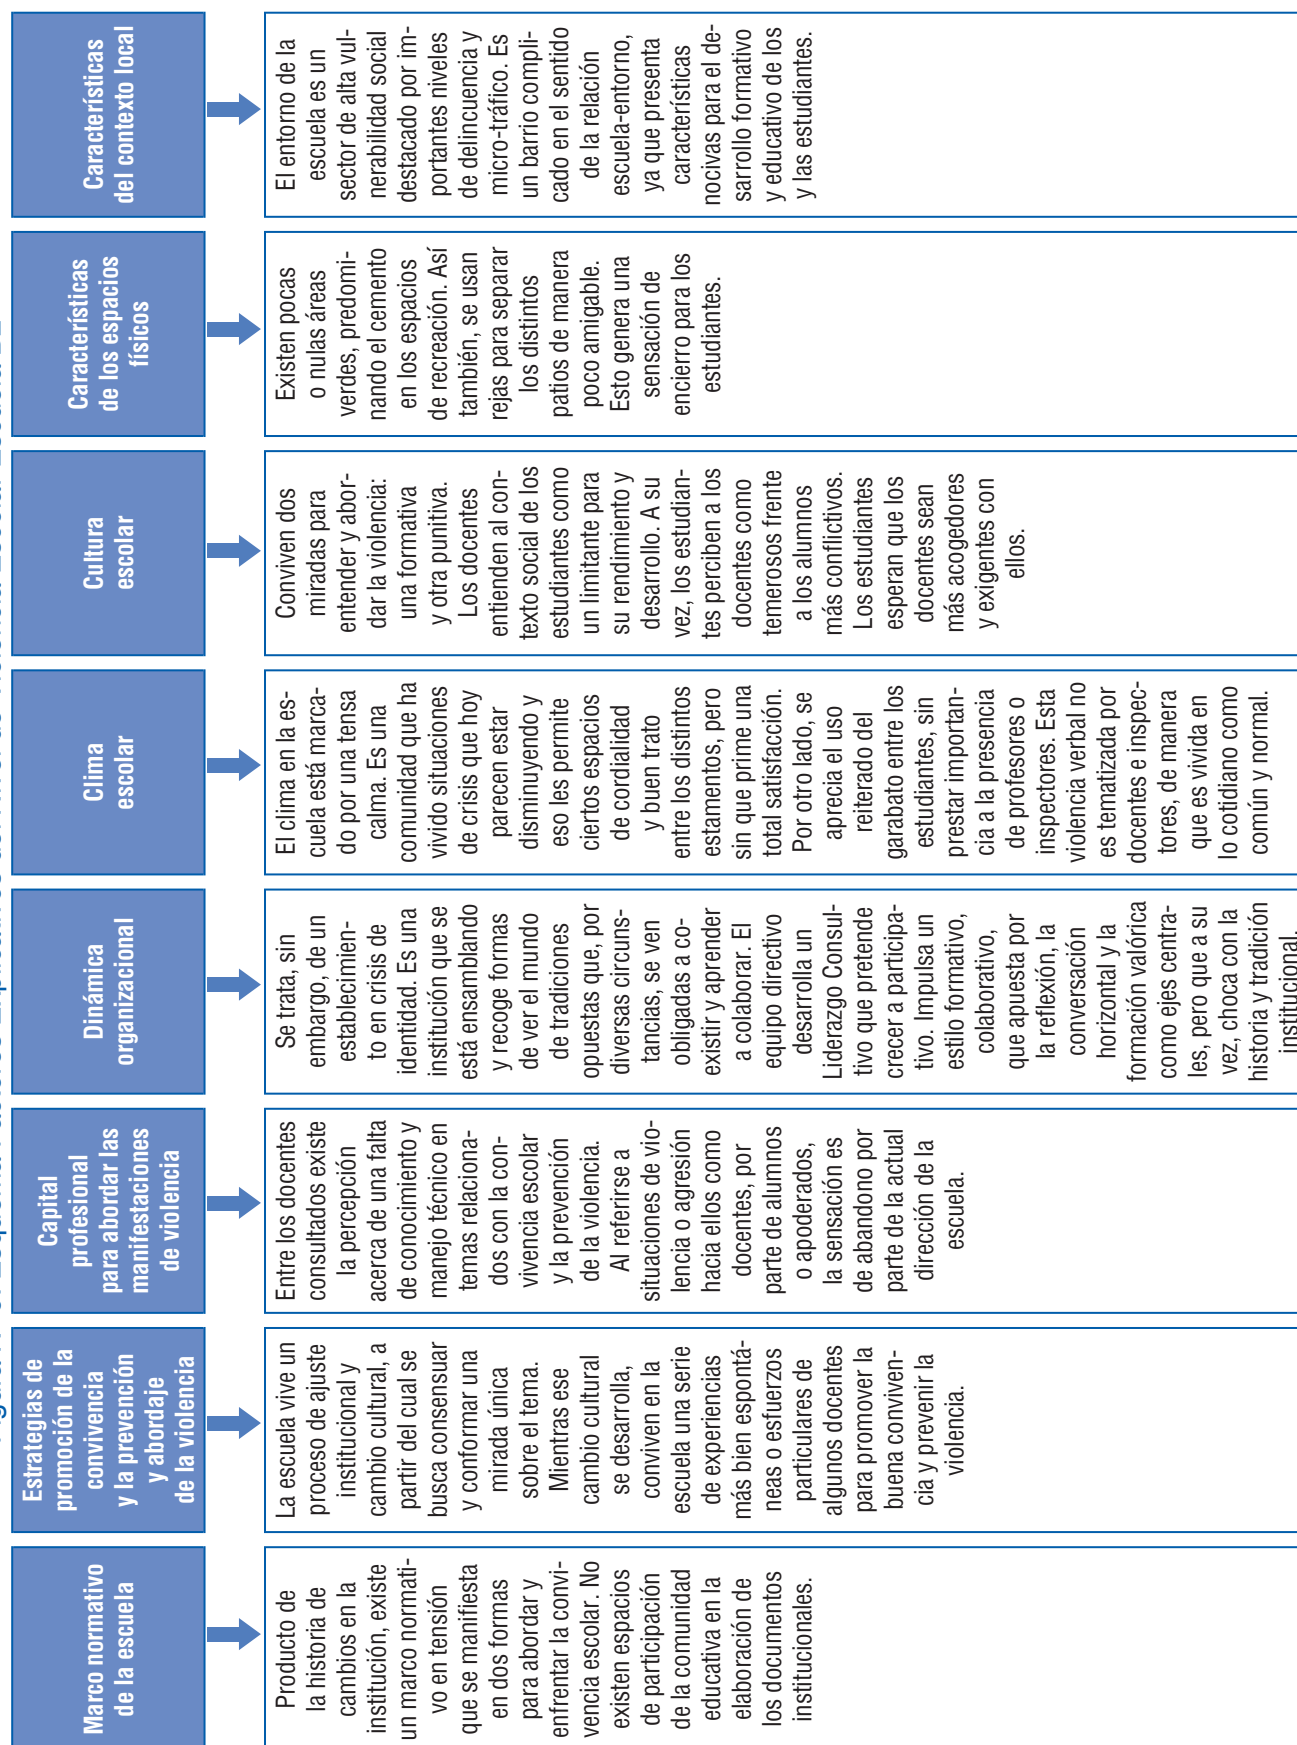 Marco normativo
de la escuela
Producto de
la historia de
cambios en la
institución, existe
un marco normati-
vo en tensión
que se manifiesta
en dos formas
para abordar y
enfrentar la convi-
vencia escolar. No
existen espacios
de participación
de la comunidad
educativa en la
elaboración de
los documentos
institucionales.
Estrategias de
promoción de la
convivencia
y la prevención
y abordaje
de la violencia
La escuela vive un
proceso de ajuste
institucional y
cambio cultural, a
partir del cual se
busca consensuar
y conformar una
mirada única
sobre el tema.
Mientras ese
cambio cultural
se desarrolla,
conviven en la
escuela una serie
de experiencias
más bien espontá-
neas o esfuerzos
particulares de
algunos docentes
para promover la
buena conviven-
cia y prevenir la
violencia.
Capital
profesional
para abordar las
manifestaciones
de violencia
Entre los docentes
consultados existe
la percepción
acerca de una falta
de conocimiento y
manejo técnico en
temas relaciona-
dos con la con-
vivencia escolar
y la prevención
de la violencia.
Al referirse a
situaciones de vio-
lencia o agresión
hacia ellos como
docentes, por
parte de alumnos
o apoderados,
la sensación es
de abandono por
parte de la actual
dirección de la
escuela.
Dinámica
organizacional
Se trata, sin
embargo, de un
establecimien-
to en crisis de
identidad. Es una
institución que se
está ensamblando
y recoge formas
de ver el mundo
de tradiciones
opuestas que, por
diversas circuns-
tancias, se ven
obligadas a co-
existir y aprender
a colaborar. El
equipo directivo
desarrolla un
Liderazgo Consul-
tivo que pretende
crecer a participa-
tivo. Impulsa un
estilo formativo,
colaborativo,
que apuesta por
la reflexión, la
conversación
horizontal y la
formación valórica
como ejes centra-
les, pero que a su
vez, choca con la
historia y tradición
institucional.
Clima
escolar
El clima en la es-
cuela está marca-
do por una tensa
calma. Es una
comunidad que ha
vivido situaciones
de crisis que hoy
parecen estar
disminuyendo y
eso les permite
ciertos espacios
de cordialidad
y buen trato
entre los distintos
estamentos, pero
sin que prime una
total satisfacción.
Por otro lado, se
aprecia el uso
reiterado del
garabato entre los
estudiantes, sin
prestar importan-
cia a la presencia
de profesores o
inspectores. Esta
violencia verbal no
es tematizada por
docentes e inspec-
tores, de manera
que es vivida en
lo cotidiano como
común y normal.
Cultura
escolar
Conviven dos
miradas para
entender y abor-
dar la violencia:
una formativa
y otra punitiva.
Los docentes
entienden al con-
texto social de los
estudiantes como
un limitante para
su rendimiento y
desarrollo. A su
vez, los estudian-
tes perciben a los
docentes como
temerosos frente
a los alumnos
más conflictivos.
Los estudiantes
esperan que los
docentes sean
más acogedores
y exigentes con
ellos.
Características
de los espacios
físicos
Existen pocas
o nulas áreas
verdes, predomi-
nando el cemento
en los espacios
de recreación. Así
también, se usan
rejas para separar
los distintos
patios de manera
poco amigable.
Esto genera una
sensación de
encierro para los
estudiantes.
Características
del contexto local
El entorno de la
escuela es un
sector de alta vul-
nerabilidad social
destacado por im-
portantes niveles
de delincuencia y
micro-tráfico. Es
un barrio compli-
cado en el sentido
de la relación
escuela-entorno,
ya que presenta
características
nocivas para el de-
sarrollo formativo
y educativo de los
y las estudiantes.